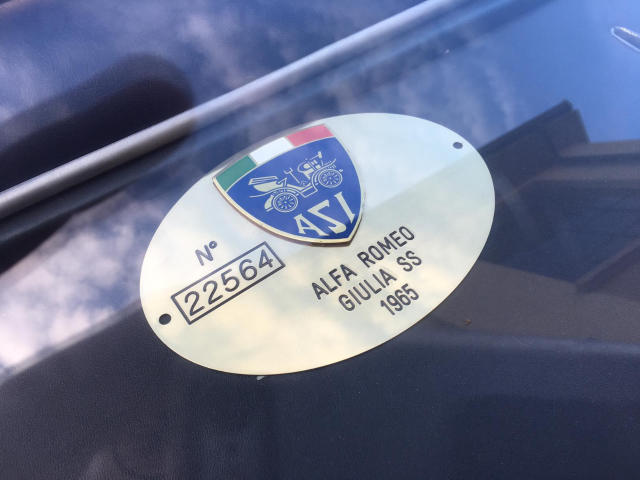 ASI
N°
22564
ALFA ROMEO
GIULIA SS
1965